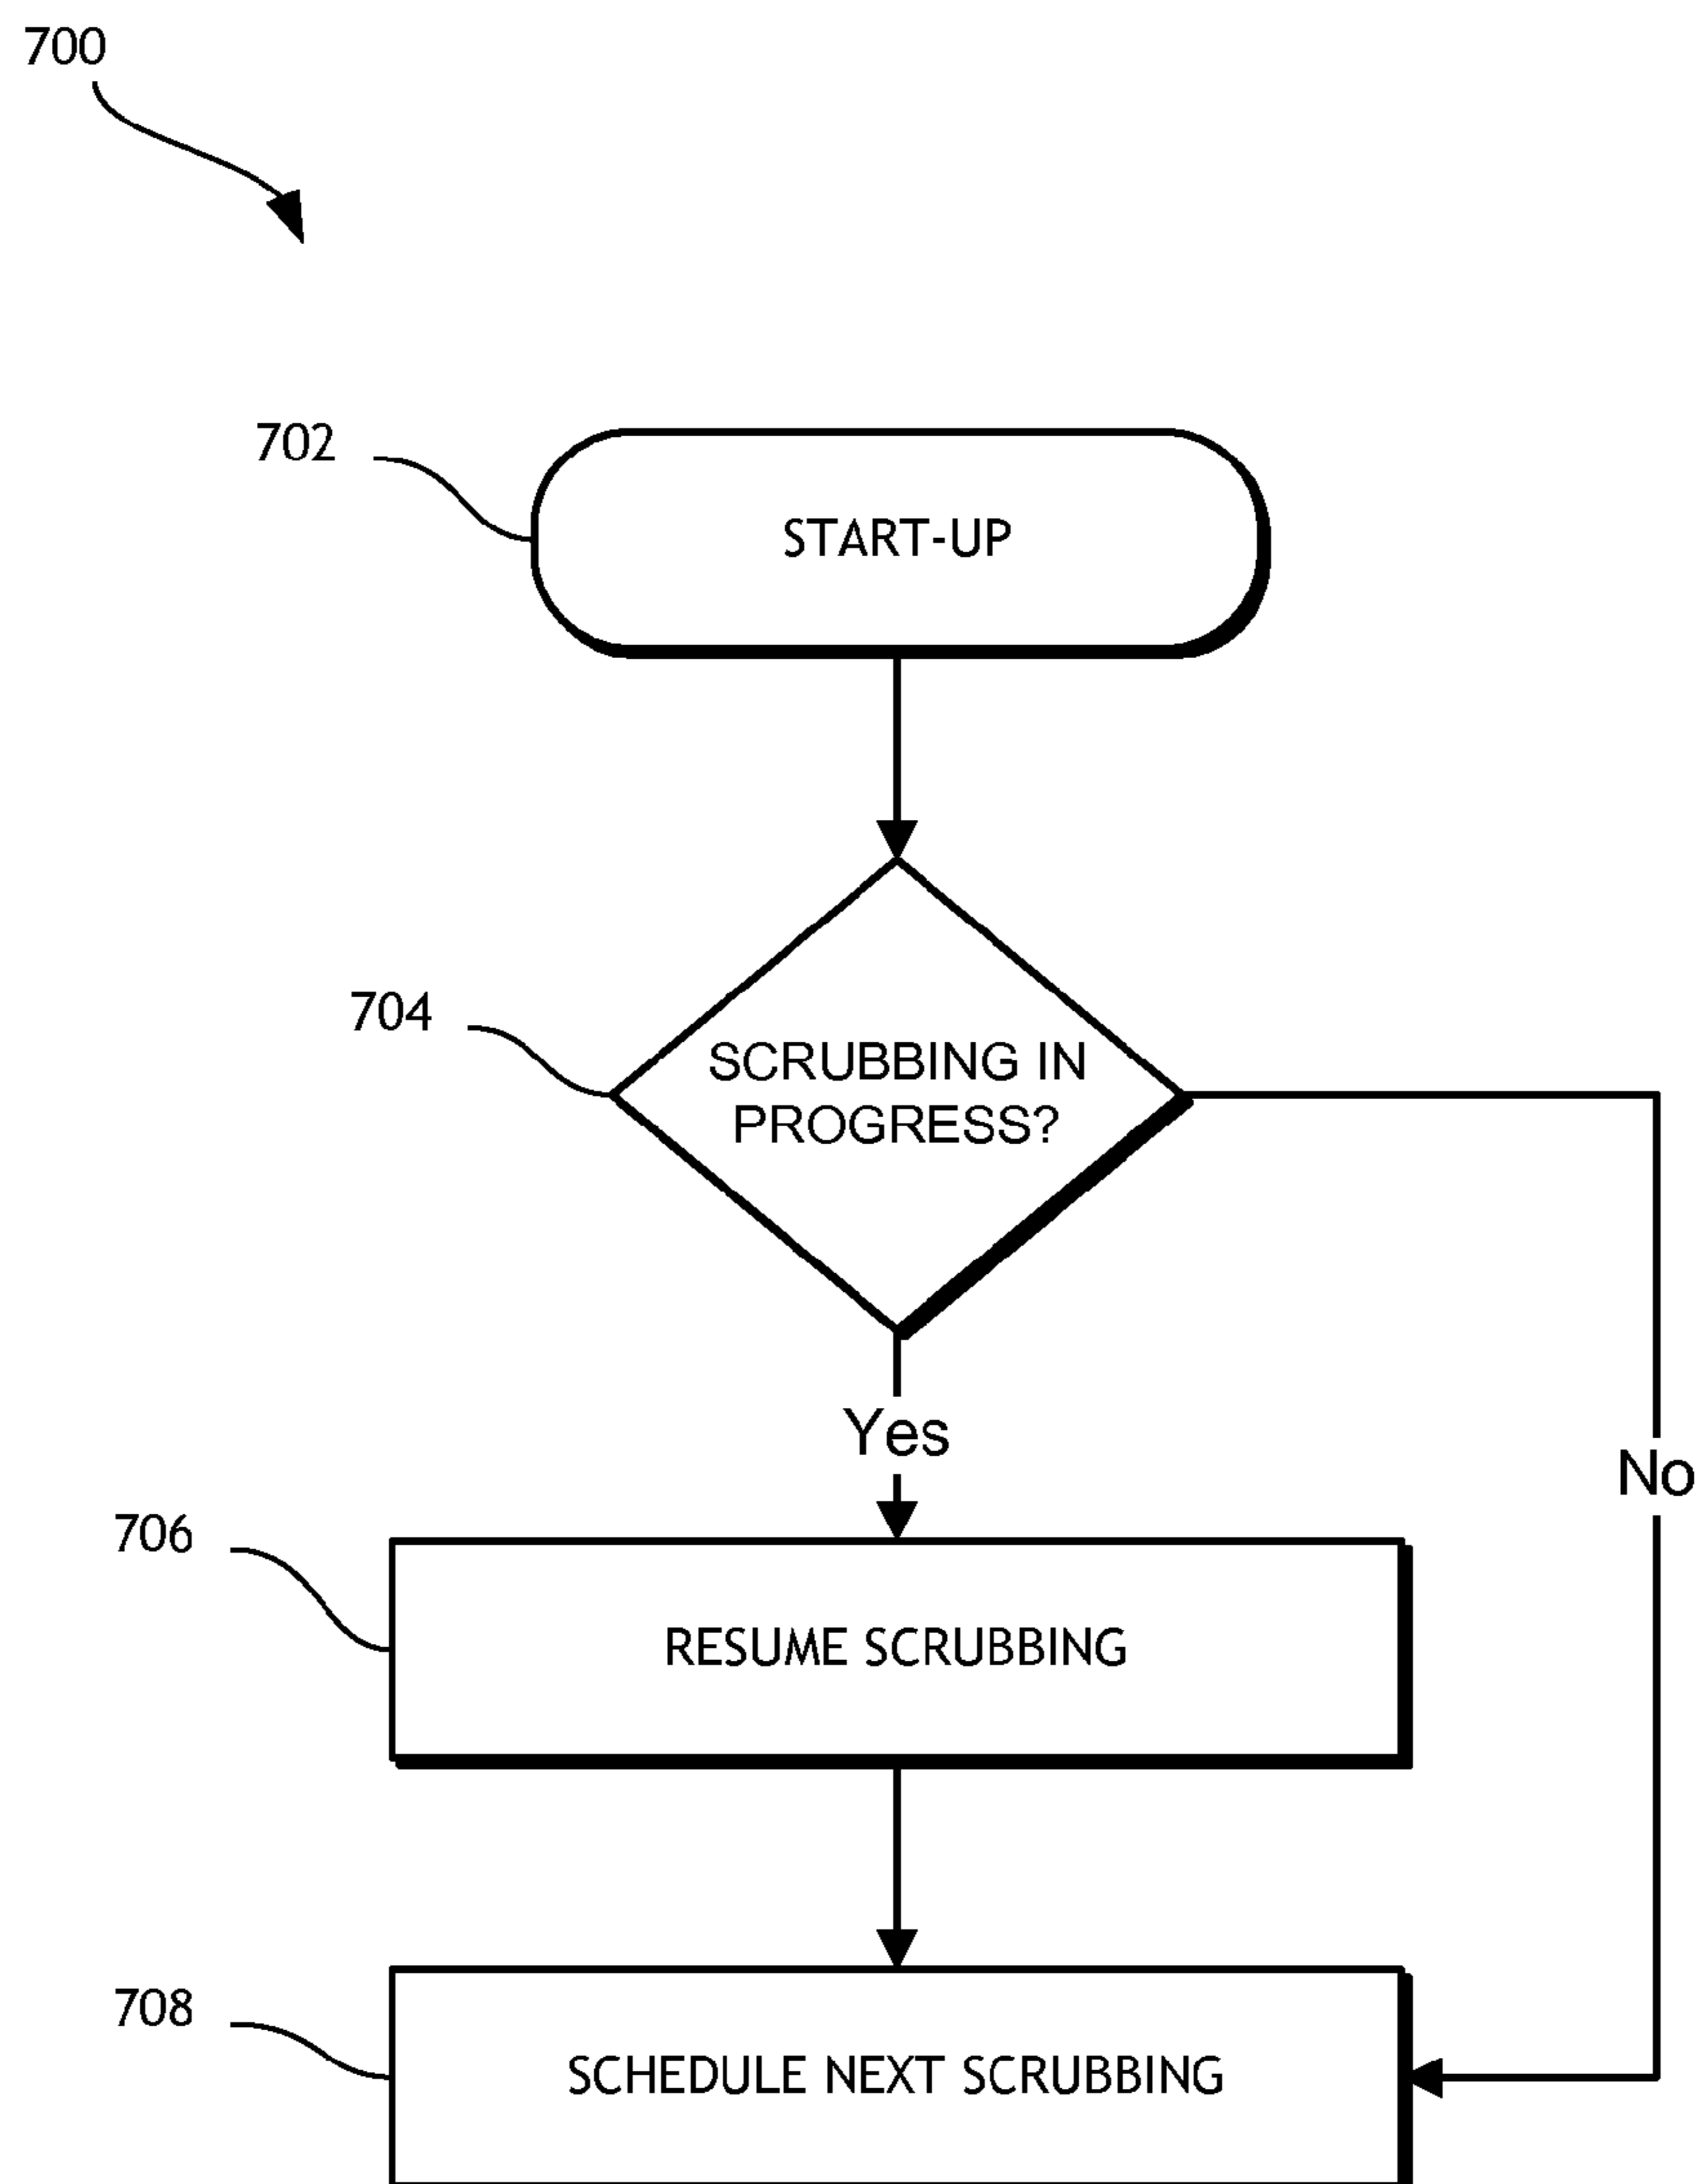 700
702
START-UP
704
SCRUBBING IN
PROGRESS?
Yes
No
706
RESUME SCRUBBING
708
SCHEDULE NEXT SCRUBBING